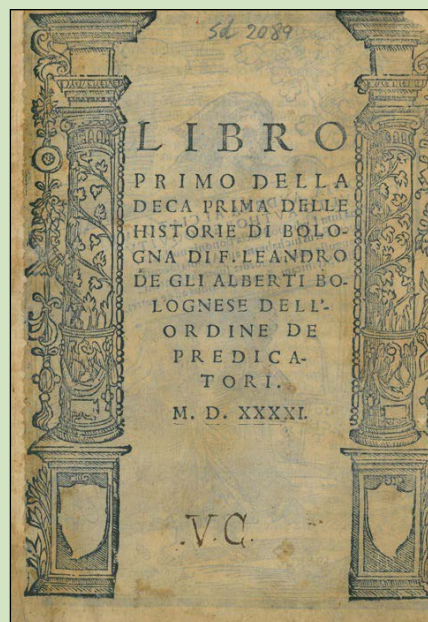 Sd 2089
LIBRO
PRIMO DELLA
DECA PRIMA DELLE
HISTORIE DI BOLO-
GNA DI F. LEANDRO
DE GLI ALBERTI BO-
LOGNESE DELL'-
ORDINE DE
PREDICA-
TORI.
M. D. XXXXI.
.V.C.